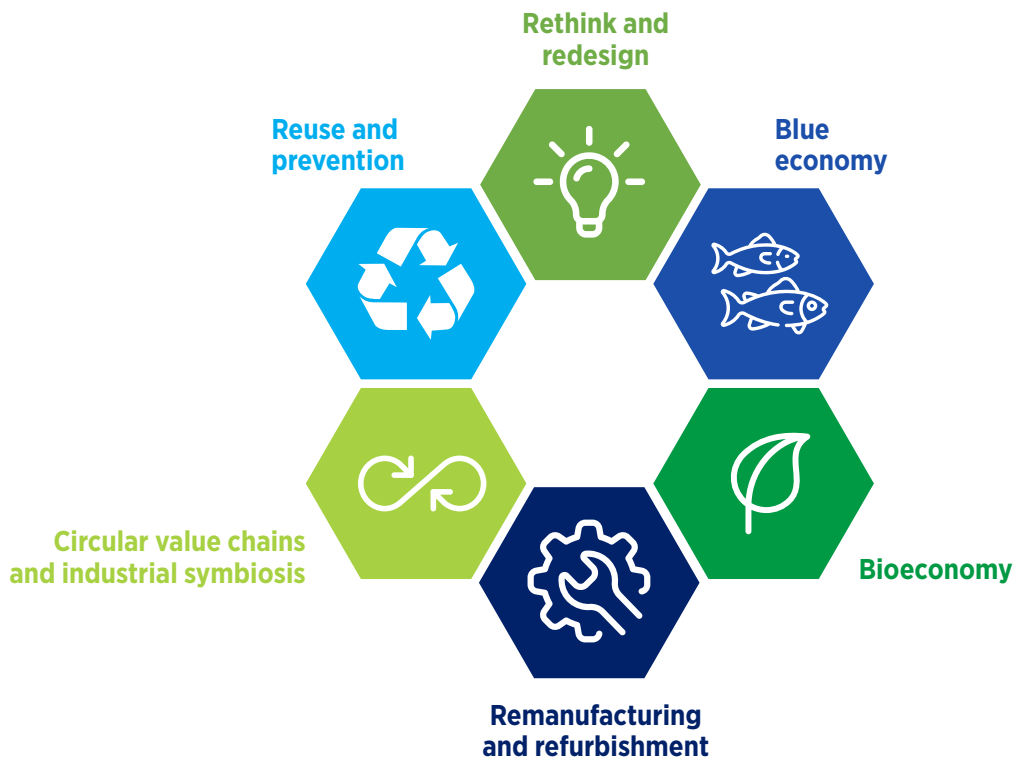 Rethink and
redesign
Reuse and
prevention
Blue
economy
Circular value chains
and industrial symbiosis
Bioeconomy
Remanufacturing
and refurbishment